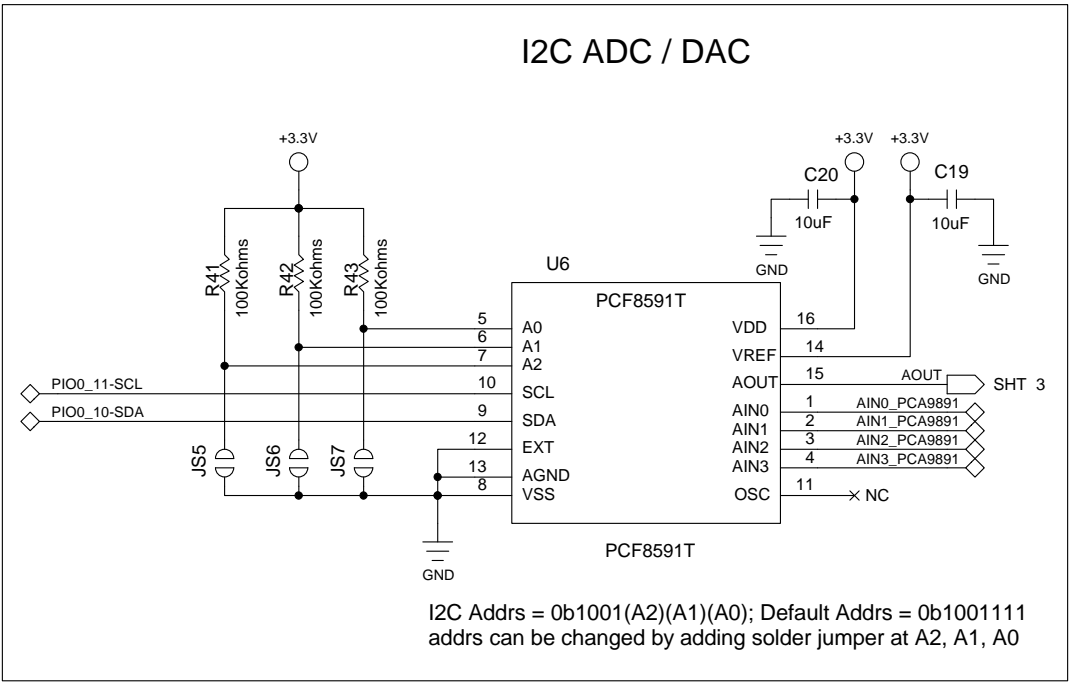 I2C ADC / DAC
+3.3V
+3.3V
+3.3V
C20
C19
10uF
10uF
GND
GND
R41
100Kohms
R42
100Kohms
R43
100Kohms
U6
PCF8591T
5
A0
6
A1
7
A2
PIO0_11-SCL
10
SCL
PIO0_10-SDA
9
SDA
12
EXT
13
AGND
8
VSS
VDD
16
VREF
14
AOUT
15
AOUT
SHT 3
AIN0
1
AIN0_PCA9891
AIN1
2
AIN1_PCA9891
AIN2
3
AIN2_PCA9891
AIN3
4
AIN3_PCA9891
OSC
11
NC
JS5
JS6
JS7
GND
PCF8591T
I2C Addrs = 0b1001(A2)(A1)(A0); Default Addrs = 0b1001111
addrs can be changed by adding solder jumper at A2, A1, A0